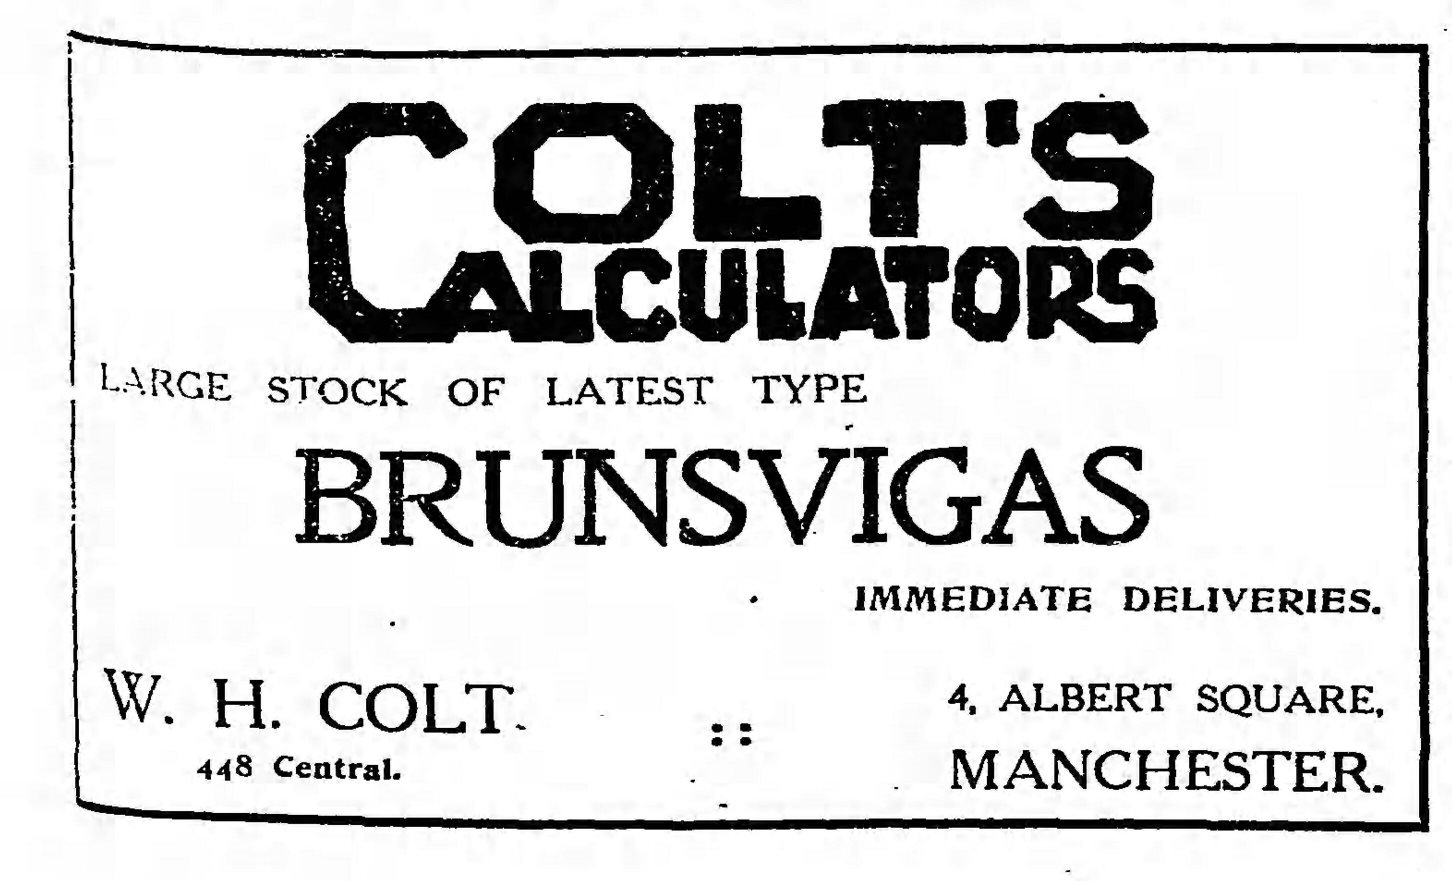 COLT'S
CALCULATORS
LARGE STOCK OF LATEST TYPE
BRUNSVIGAS
IMMEDIATE DELIVERIES.
W. H. COLT.
448 Central.
::
4, ALBERT SQUARE,
MANCHESTER.